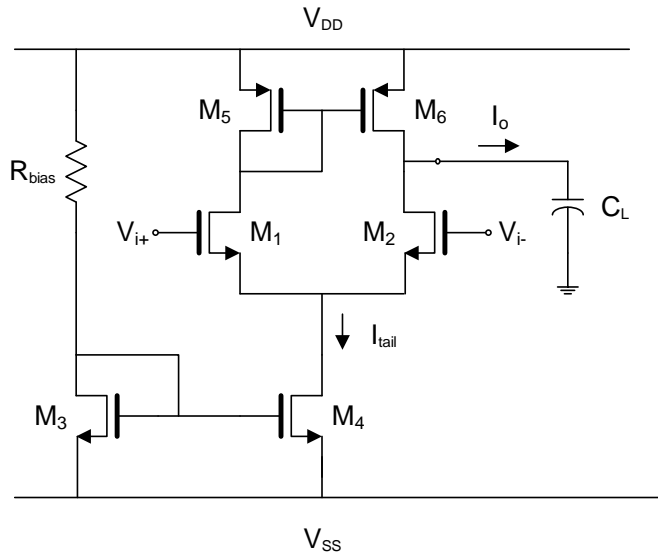 V_DD
M_5
M_6
I_o
R_bias
V_i+
M_1
M_2
V_i-
C_L
I_tail
M_3
M_4
V_SS